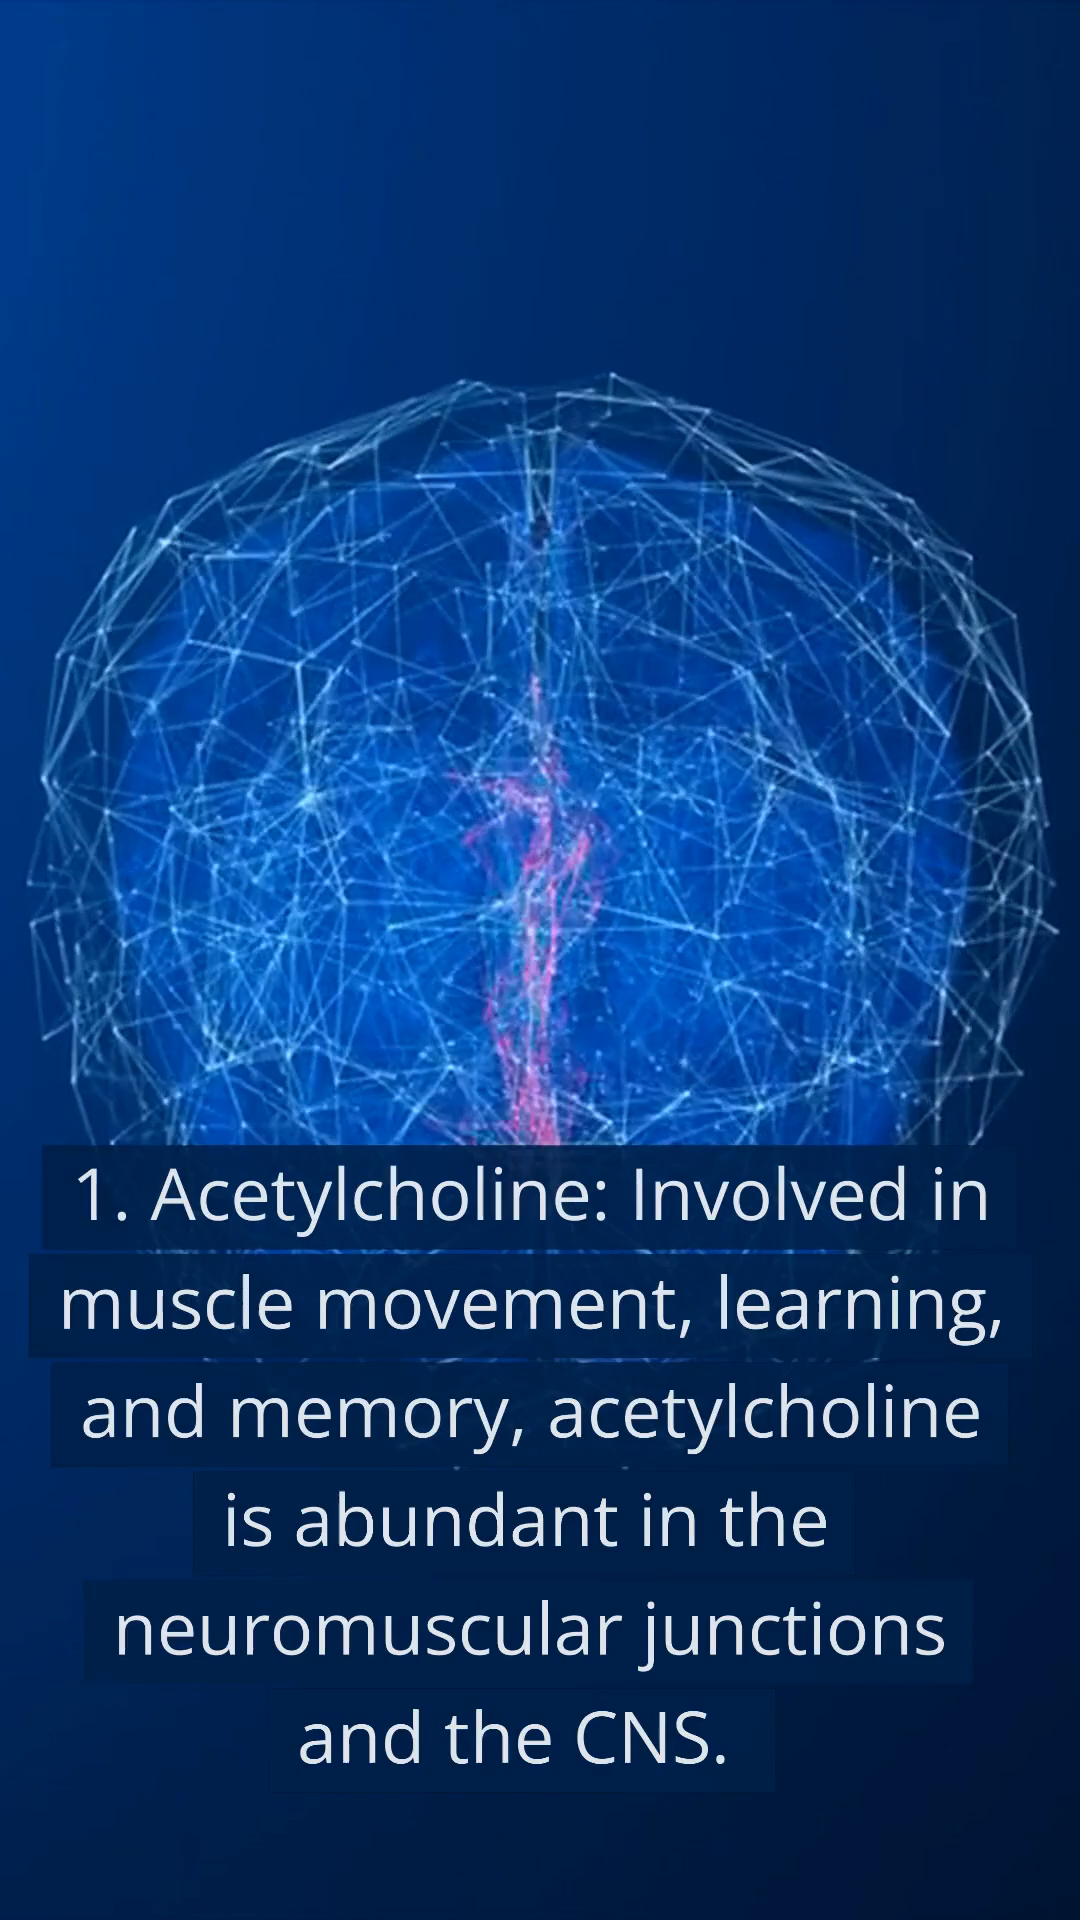 1. Acetylcholine: Involved in
muscle movement, learning,
and memory, acetylcholine
is abundant in the
neuromuscular junctions
and the CNS.